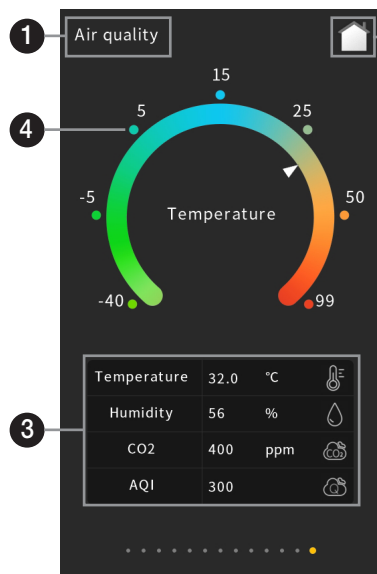 1 Air quality
15
5 25
4
-5 50
Temperature
-40 99
Temperature 32.0 ℃
Humidity 56 %
3
CO2 400 ppm CO₂
AQI 300 Q